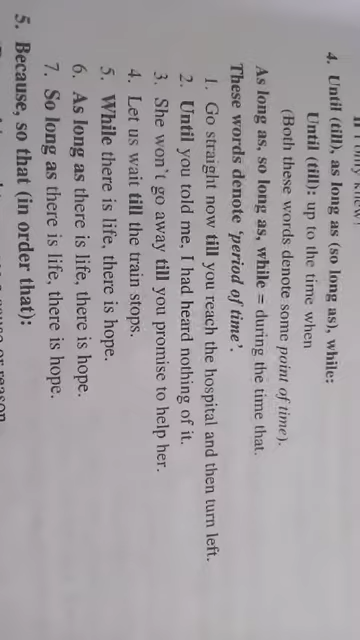 only knew!
4. Until (till), as long as (so long as), while:
Until (till): up to the time when
(Both these words denote some point of time).
As long as, so long as, while = during the time that.
These words denote 'period of time'.
1. Go straight now till you reach the hospital and then turn left.
2. Until you told me, I had heard nothing of it.
3. She won't go away till you promise to help her.
4. Let us wait till the train stops.
5. While there is life, there is hope.
6. As long as there is life, there is hope.
7. So long as there is life, there is hope.
5. Because, so that (in order that):
or reason